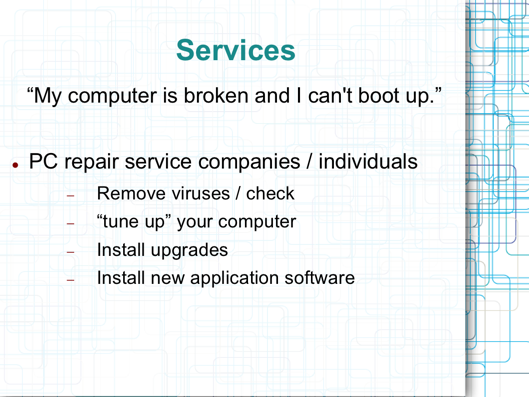 Services
“My computer is broken and I can't boot up.”
● PC repair service companies / individuals
– Remove viruses / check
– “tune up” your computer
– Install upgrades
– Install new application software